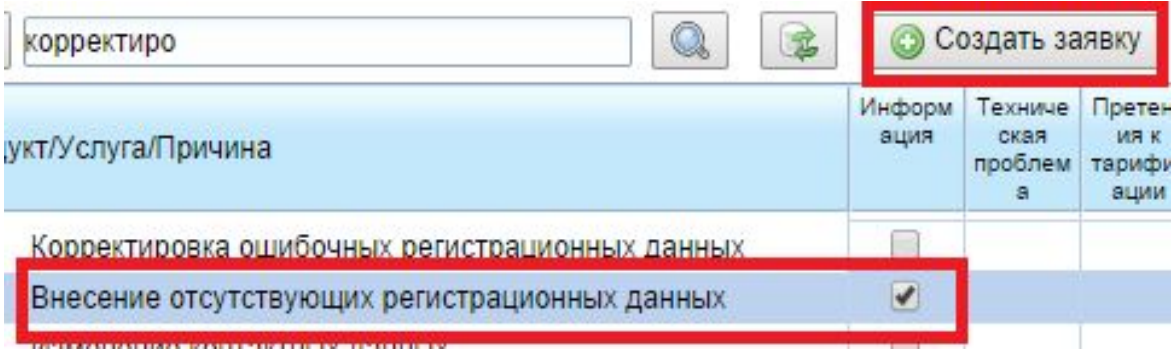 корректиро
Создать заявку
укт/Услуга/Причина
Информ
ация
Техниче
ская
проблем
а
Претен
ия к
тарифи
ации
Корректировка ошибочных регистрационных данных
Внесение отсутствующих регистрационных данных